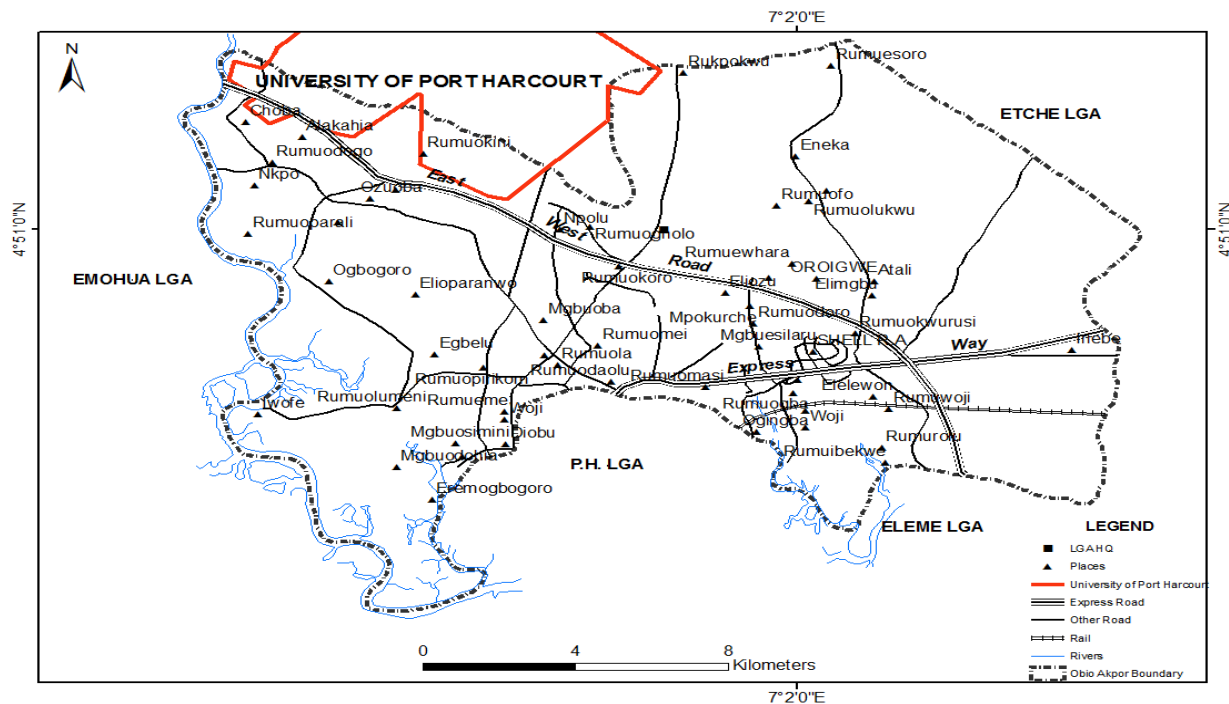 7°2'0"E
N
Rukpokwu
Rumuesoro
UNIVERSITY OF PORT HARCOURT
ETCHE LGA
Choba
Alakahia
Rumuokini
Eneka
Rumuodogo
Nkpo
Ozuoba
East
Rumuofo
Rumuolukwu
4°51'0"N
4°51'0"N
Rumuoparali
Npolu
West
Rumuogholo
Rumuewhara
Road
EMOHUA LGA
Ogbogoro
Elioparanwo
Rumuokoro
Eliozu
OROIGWE
Atali
Elimgbu
Mgbuoba
Mpokurche
Rumuodoro
Rumuokwurusi
Rumuomei
Mgbuesilaru
SHELL R.A
Way
Iriebe
Egbelu
Rumuola
Rumuodaolu
Express
Rumuopirikom
Rumuomasi
Elelewon
Iwofe
Rumuolumeni
Rumueme
Woji
Rumuogba
Woji
Rumuwoji
Ogingba
Mgbuosimini
Diobu
Mgbuodohia
P.H. LGA
Rumuibekwe
Eremogbogoro
ELEME LGA
LEGEND
LGA HQ
Places
University of Port Harcourt
Express Road
Other Road
Rail
Rivers
Obio Akpor Boundary
0 4 8
Kilometers
7°2'0"E